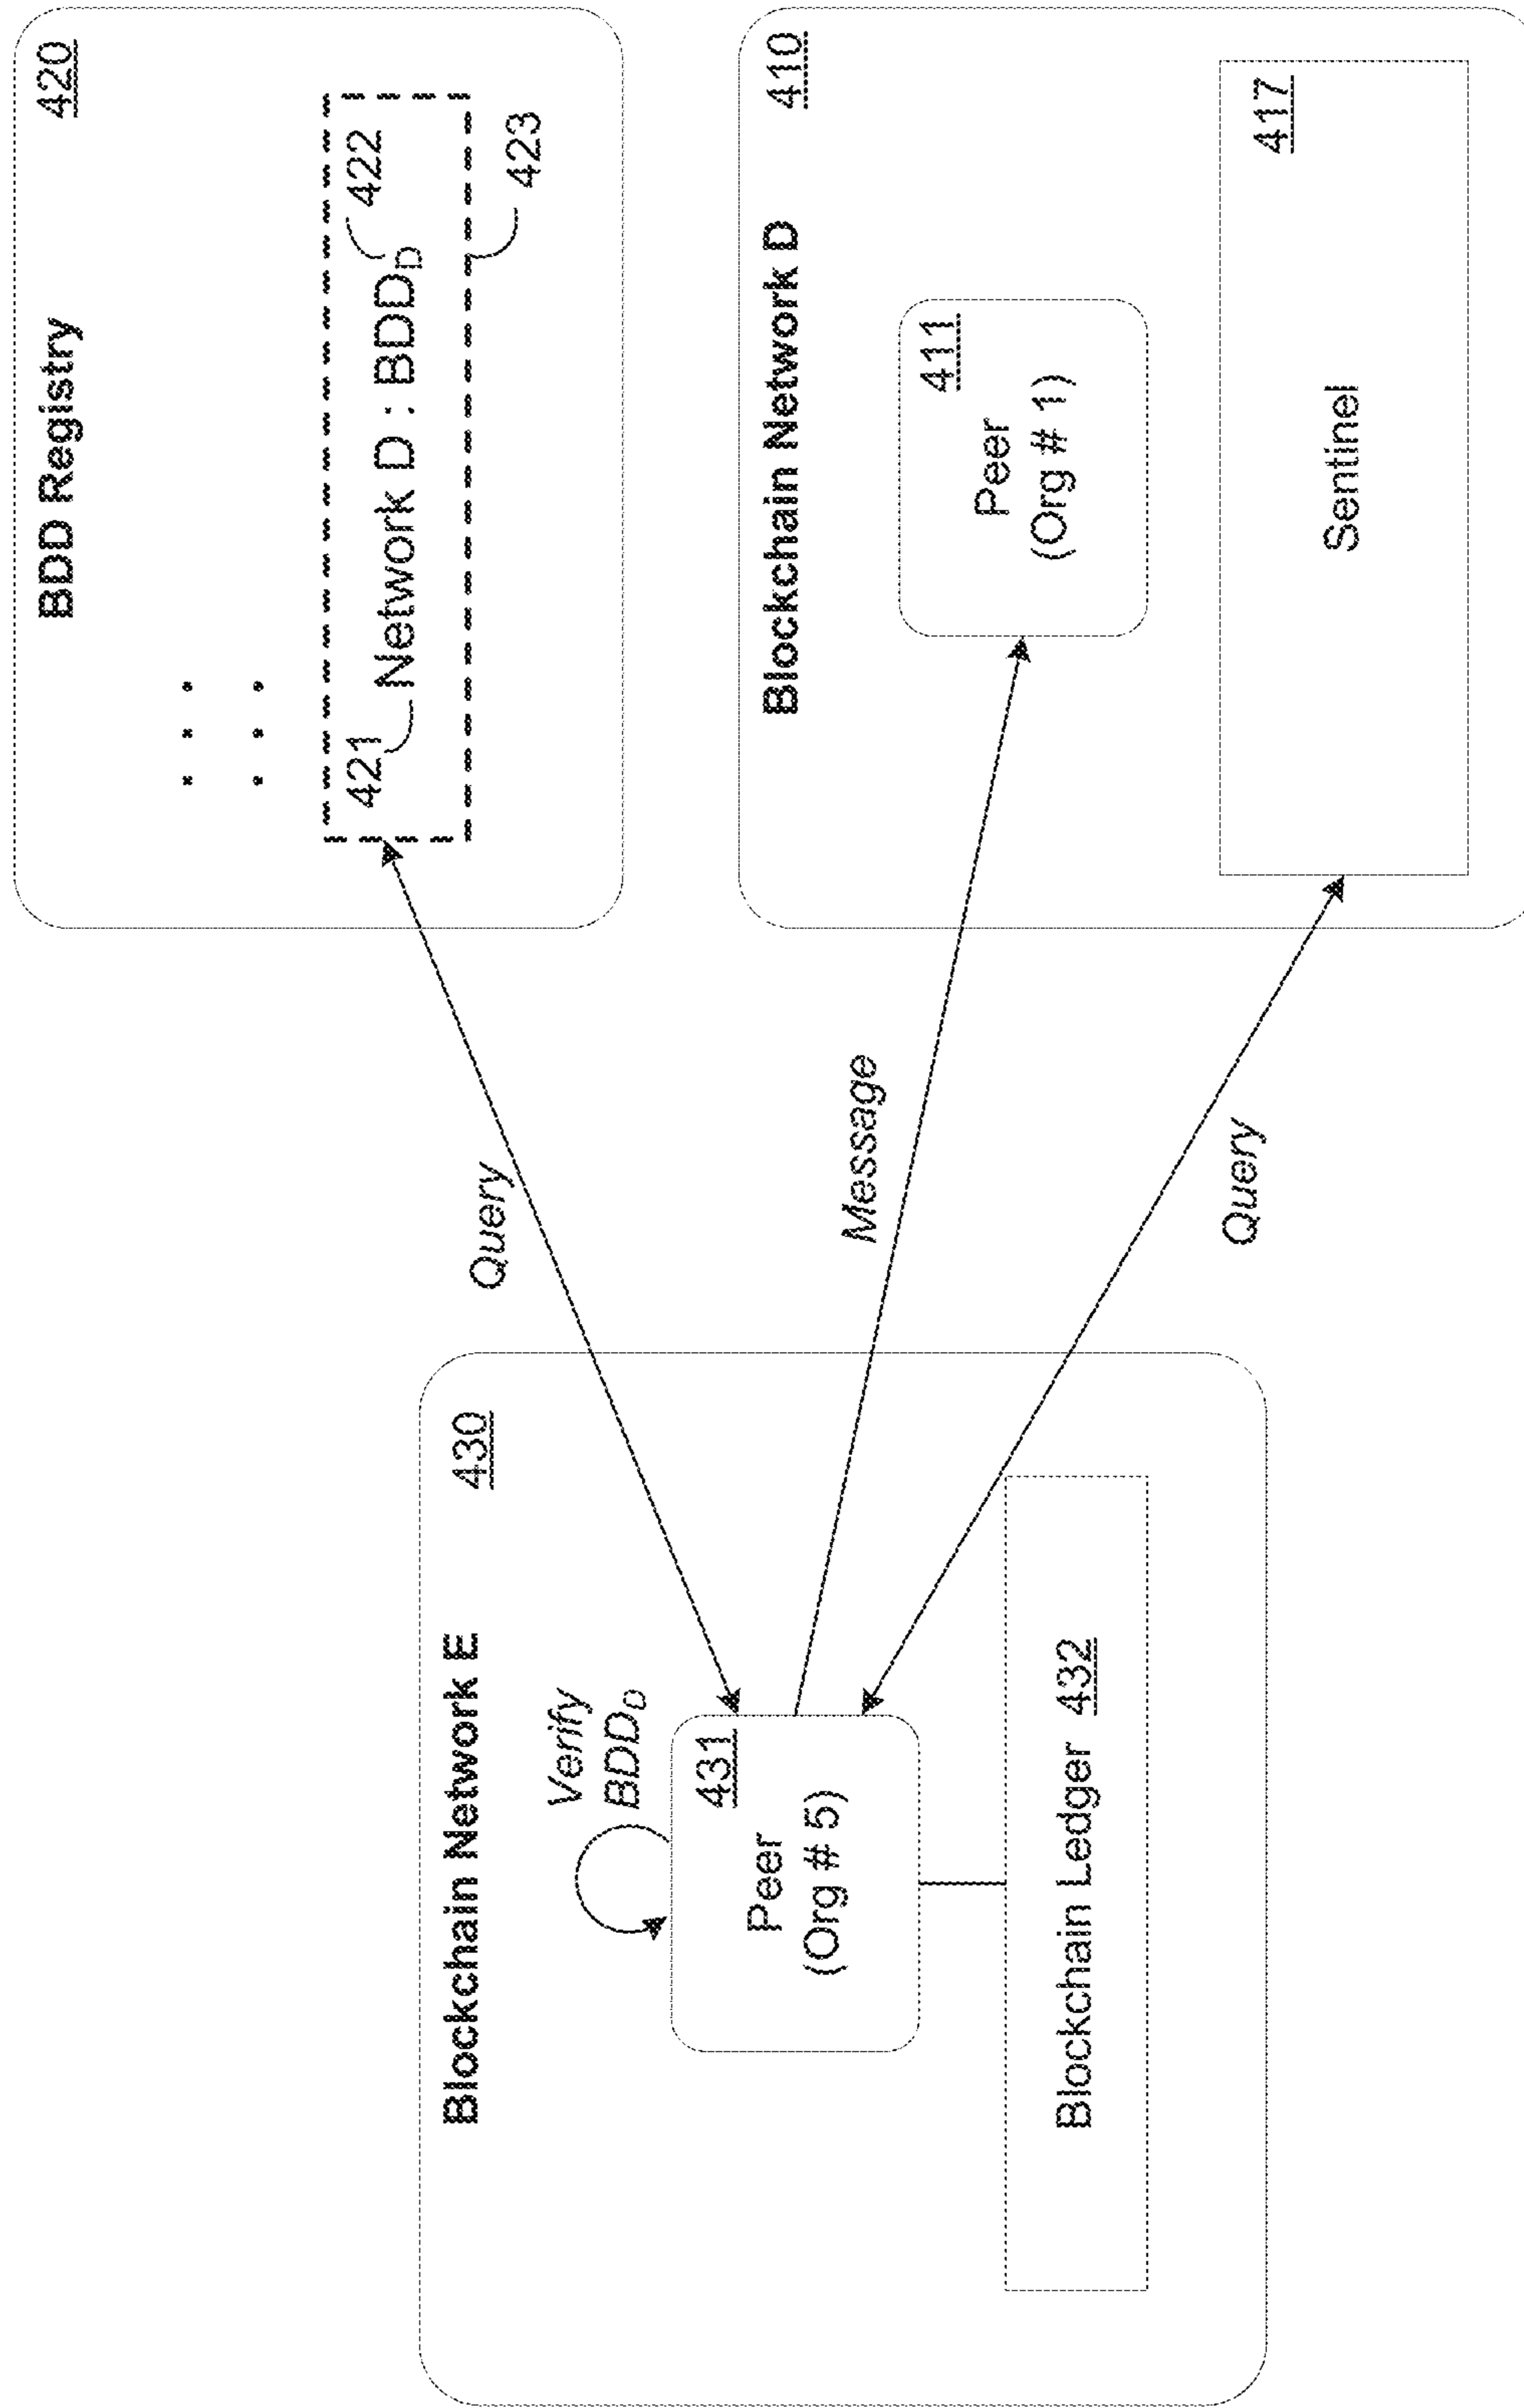 Blockchain Network E
430
Verify
BDD_D
431
Peer
(Org # 5)
Blockchain Ledger 432
Query
Message
Query
BDD Registry
420
421
Network D : BDD_D
422
423
Blockchain Network D
410
411
Peer
(Org # 1)
417
Sentinel